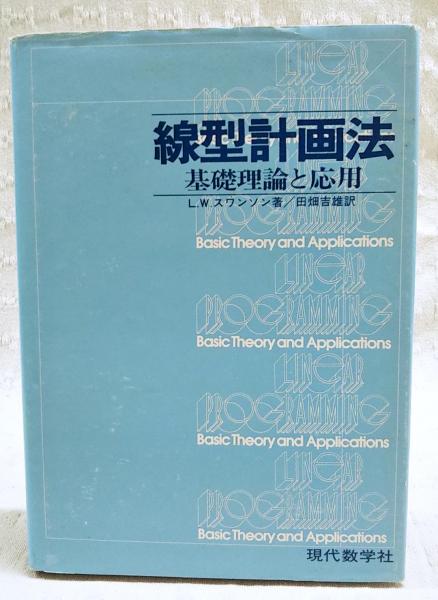 LINEAR
PROGRAMMING
線型計画法
基礎理論と応用
L.W.スワンソン著／田畑吉雄訳
PROGRAMMING
Basic Theory and Applications
LINEAR
PROGRAMMING
Basic Theory and Applications
LINEAR
PROGRAMMING
Basic Theory and Applications
LINEAR
PROGRAMMING
Basic Theory and Applications
現代数学社